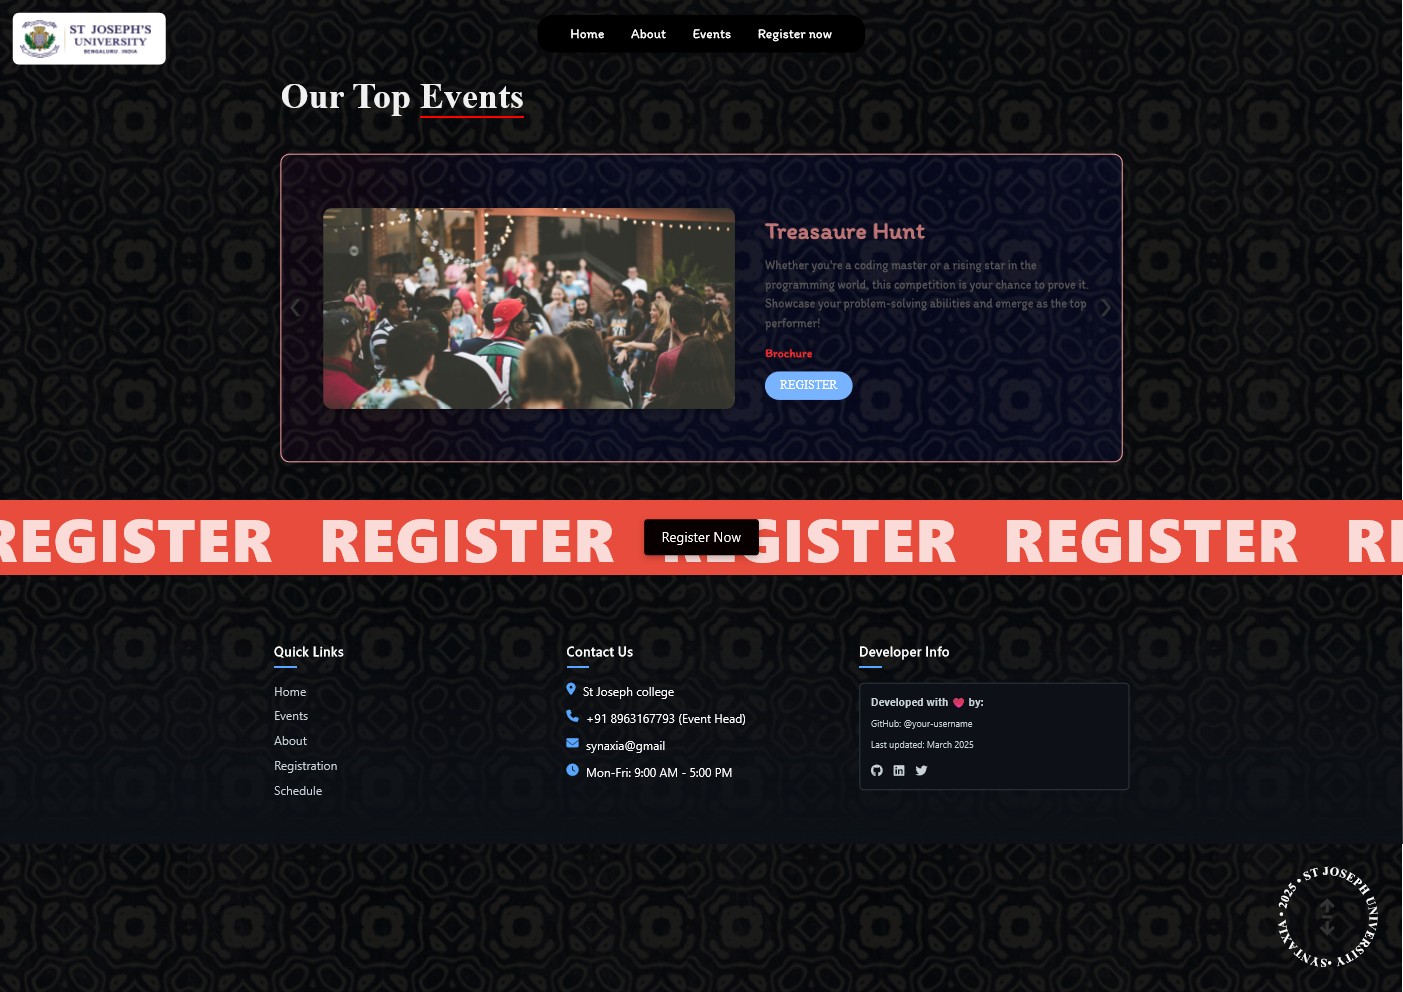 ST JOSEPH'S
UNIVERSITY
BENGALURU, INDIA
Home About Events Register now
Our Top Events
Treasaure Hunt
Whether you're a coding master or a rising star in the
programming world, this competition is your chance to prove it.
Showcase your problem-solving abilities and emerge as the top
performer!
Brochure
REGISTER
REGISTER REGISTER GISTER REGISTER RE
Register Now
Quick Links
Home
Events
About
Registration
Schedule
Contact Us
St Joseph college
+91 8963167793 (Event Head)
synaxia@gmail
Mon-Fri: 9:00 AM - 5:00 PM
Developer Info
Developed with ❤ by:
GitHub: @your-username
Last updated: March 2025
ST JOSEPH UNIVERSITY • SYNTAXIA • 2025 •